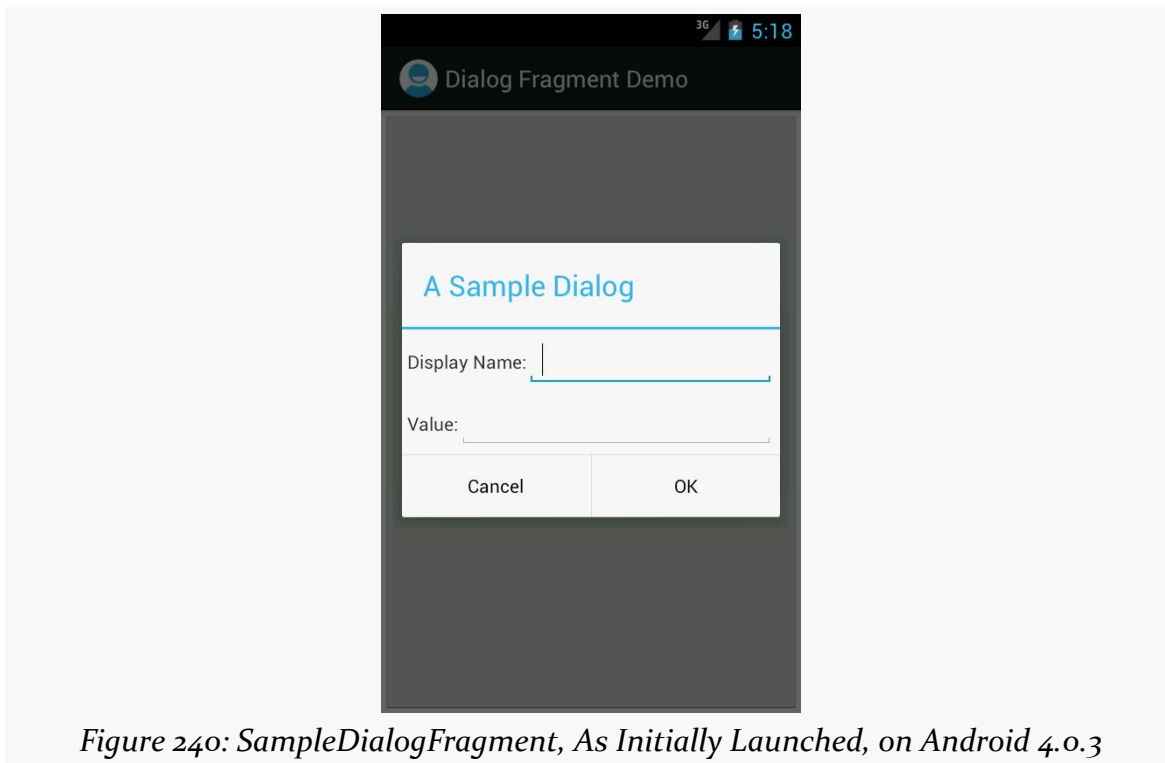 3G 5:18
Dialog Fragment Demo
A Sample Dialog
Display Name:
Value:
Cancel OK
Figure 240: SampleDialogFragment, As Initially Launched, on Android 4.0.3